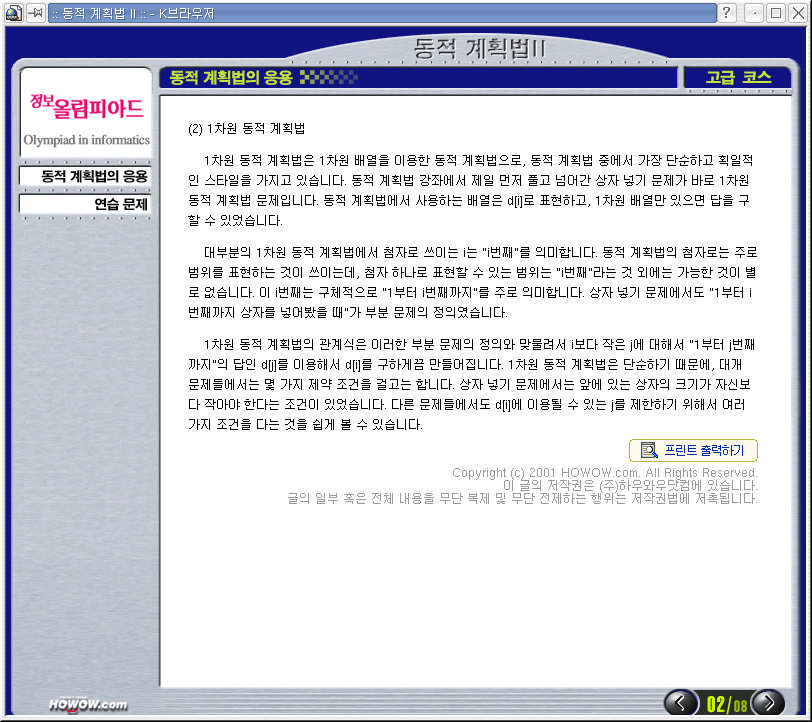 :: 동적 계획법 II :: - K브라우저
동적 계획법II
정보올림피아드
Olympiad in informatics
동적 계획법의 응용
연습 문제
동적 계획법의 응용
고급 코스
(2) 1차원 동적 계획법
1차원 동적 계획법은 1차원 배열을 이용한 동적 계획법으로, 동적 계획법 중에서 가장 단순하고 획일적
인 스타일을 가지고 있습니다. 동적 계획법 강좌에서 제일 먼저 풀고 넘어간 상자 넣기 문제가 바로 1차원
동적 계획법 문제입니다. 동적 계획법에서 사용하는 배열은 d[i]로 표현하고, 1차원 배열만 있으면 답을 구
할 수 있었습니다.
대부분의 1차원 동적 계획법에서 첨자로 쓰이는 i는 "i번째"를 의미합니다. 동적 계획법의 첨자로는 주로
범위를 표현하는 것이 쓰이는데, 첨자 하나로 표현할 수 있는 범위는 "i번째"라는 것 외에는 가능한 것이 별
로 없습니다. 이 i번째는 구체적으로 "1부터 i번째까지"를 주로 의미합니다. 상자 넣기 문제에서도 "1부터 i
번째까지 상자를 넣어봤을 때"가 부분 문제의 정의였습니다.
1차원 동적 계획법의 관계식은 이러한 부분 문제의 정의와 맞물려서 i보다 작은 j에 대해서 "1부터 j번째
까지"의 답인 d[j]를 이용해서 d[i]를 구하게끔 만들어집니다. 1차원 동적 계획법은 단순하기 때문에, 대개
문제들에서는 몇 가지 제약 조건을 걸고는 합니다. 상자 넣기 문제에서는 앞에 있는 상자의 크기가 자신보
다 작아야 한다는 조건이 있었습니다. 다른 문제들에서도 d[i]에 이용될 수 있는 j를 제한하기 위해서 여러
가지 조건을 다는 것을 쉽게 볼 수 있습니다.
프린트 출력하기
Copyright (c) 2001 HOWOW.com. All Rights Reserved.
이 글의 저작권은 (주)하우와우닷컴에 있습니다.
글의 일부 혹은 전체 내용을 무단 복제 및 무단 전제하는 행위는 저작권법에 저촉됩니다.
HOWOW.com
02/08